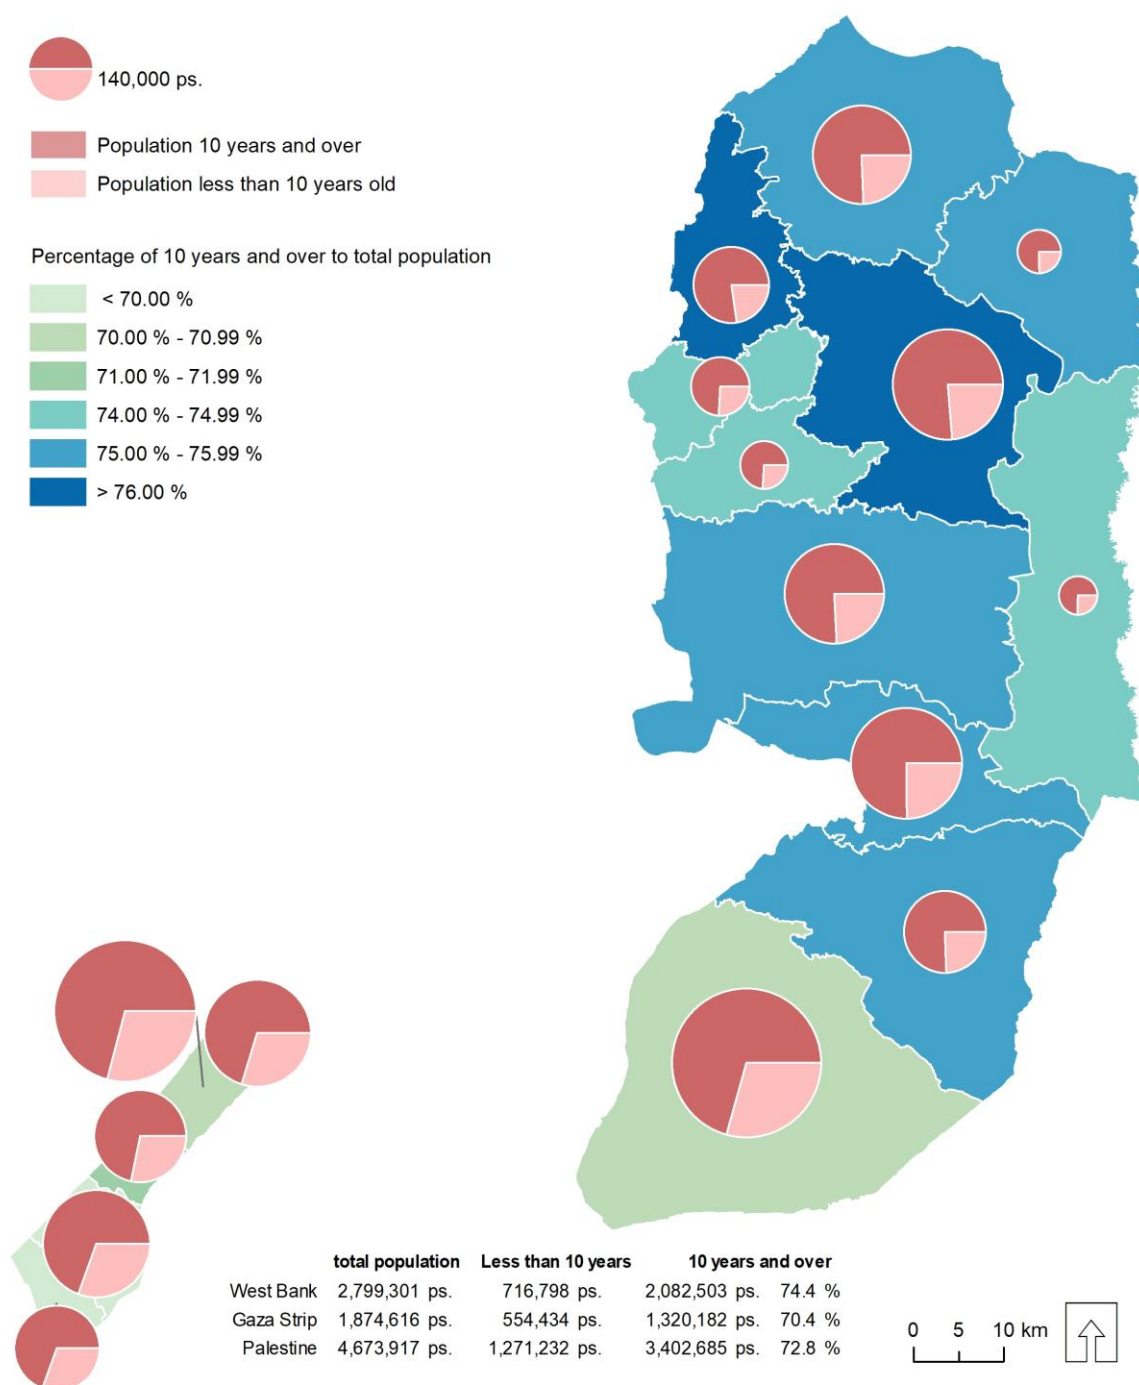 140,000 ps.
Population 10 years and over
Population less than 10 years old
Percentage of 10 years and over to total population
< 70.00 %
70.00 % - 70.99 %
71.00 % - 71.99 %
74.00 % - 74.99 %
75.00 % - 75.99 %
> 76.00 %
total population Less than 10 years 10 years and over
West Bank 2,799,301 ps. 716,798 ps. 2,082,503 ps. 74.4 %
Gaza Strip 1,874,616 ps. 554,434 ps. 1,320,182 ps. 70.4 %
Palestine 4,673,917 ps. 1,271,232 ps. 3,402,685 ps. 72.8 %
0 5 10 km